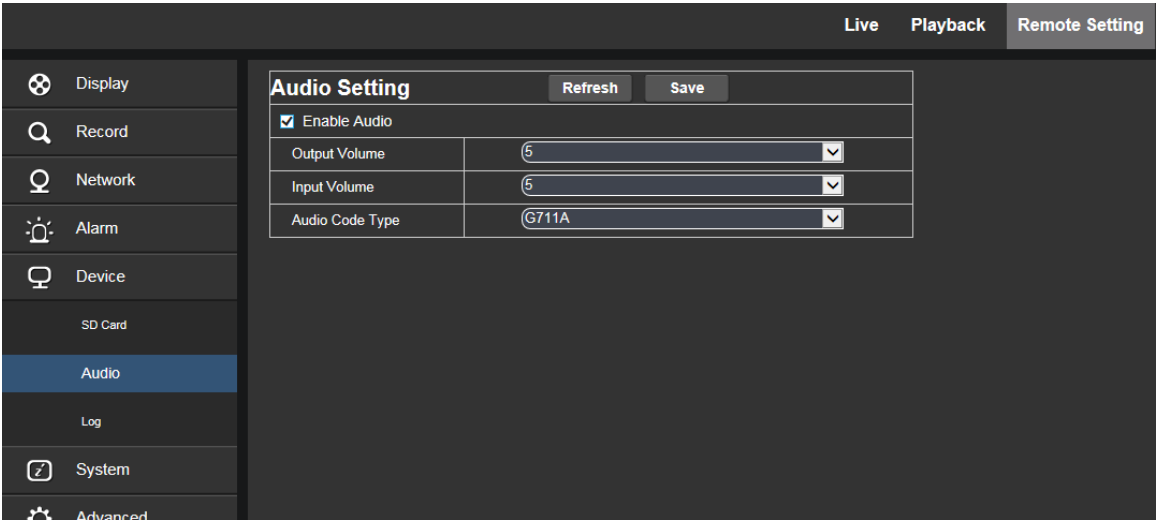 Live Playback Remote Setting
Display
Record
Network
Alarm
Device
SD Card
Audio
Log
System
Advanced
Audio Setting Refresh Save
Enable Audio
Output Volume 5
Input Volume 5
Audio Code Type G711A